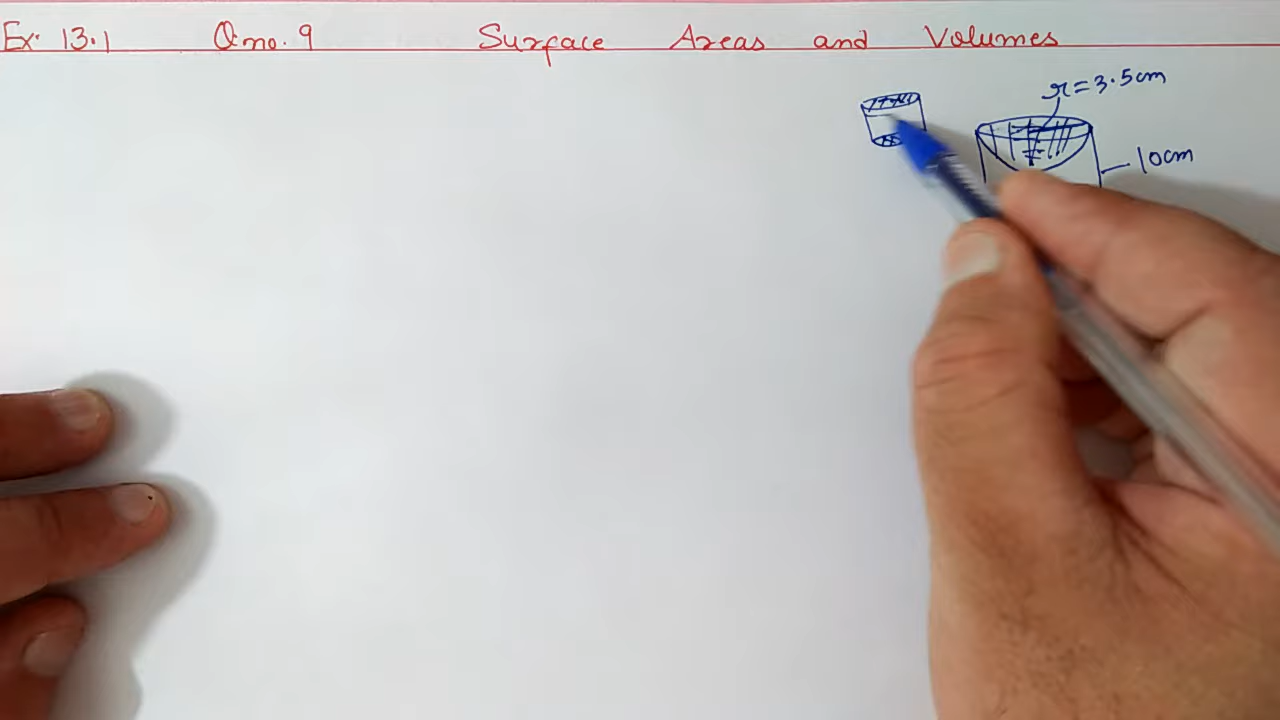 Ex. 13.1 Q.no. 9 Surface Areas and Volumes
r=3.5cm
10cm